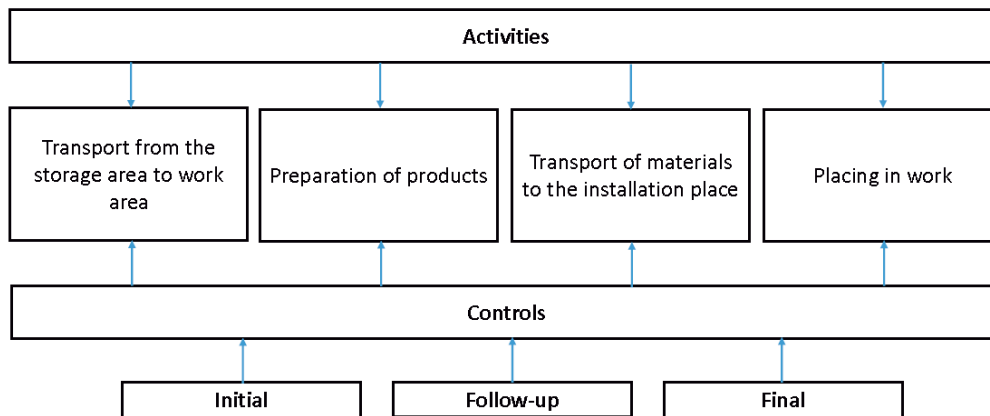 Activities
Transport from the
storage area to work
area
Preparation of products
Transport of materials
to the installation place
Placing in work
Controls
Initial
Follow-up
Final